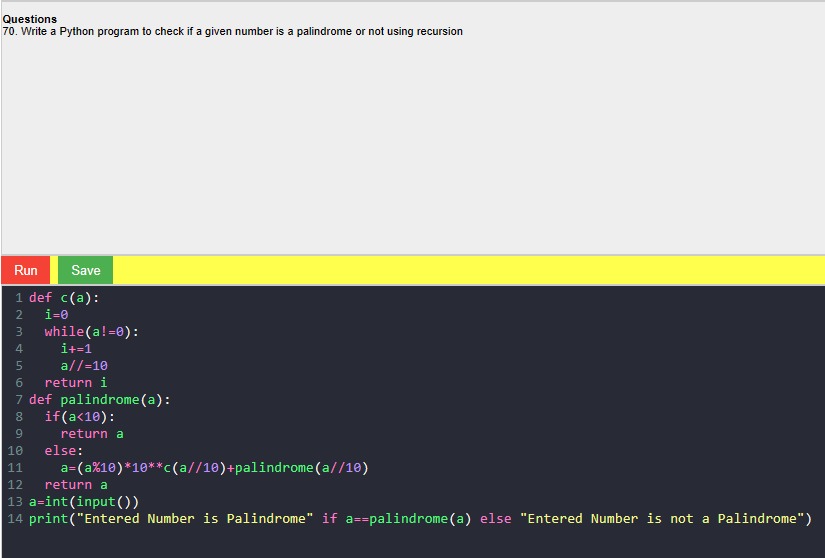 Questions
70. Write a Python program to check if a given number is a palindrome or not using recursion
Run Save
1 def c(a):
2   i=0
3   while(a!=0):
4     i+=1
5     a//=10
6   return i
7 def palindrome(a):
8   if(a<10):
9     return a
10   else:
11     a=(a%10)*10**c(a//10)+palindrome(a//10)
12   return a
13 a=int(input())
14 print("Entered Number is Palindrome" if a==palindrome(a) else "Entered Number is not a Palindrome")